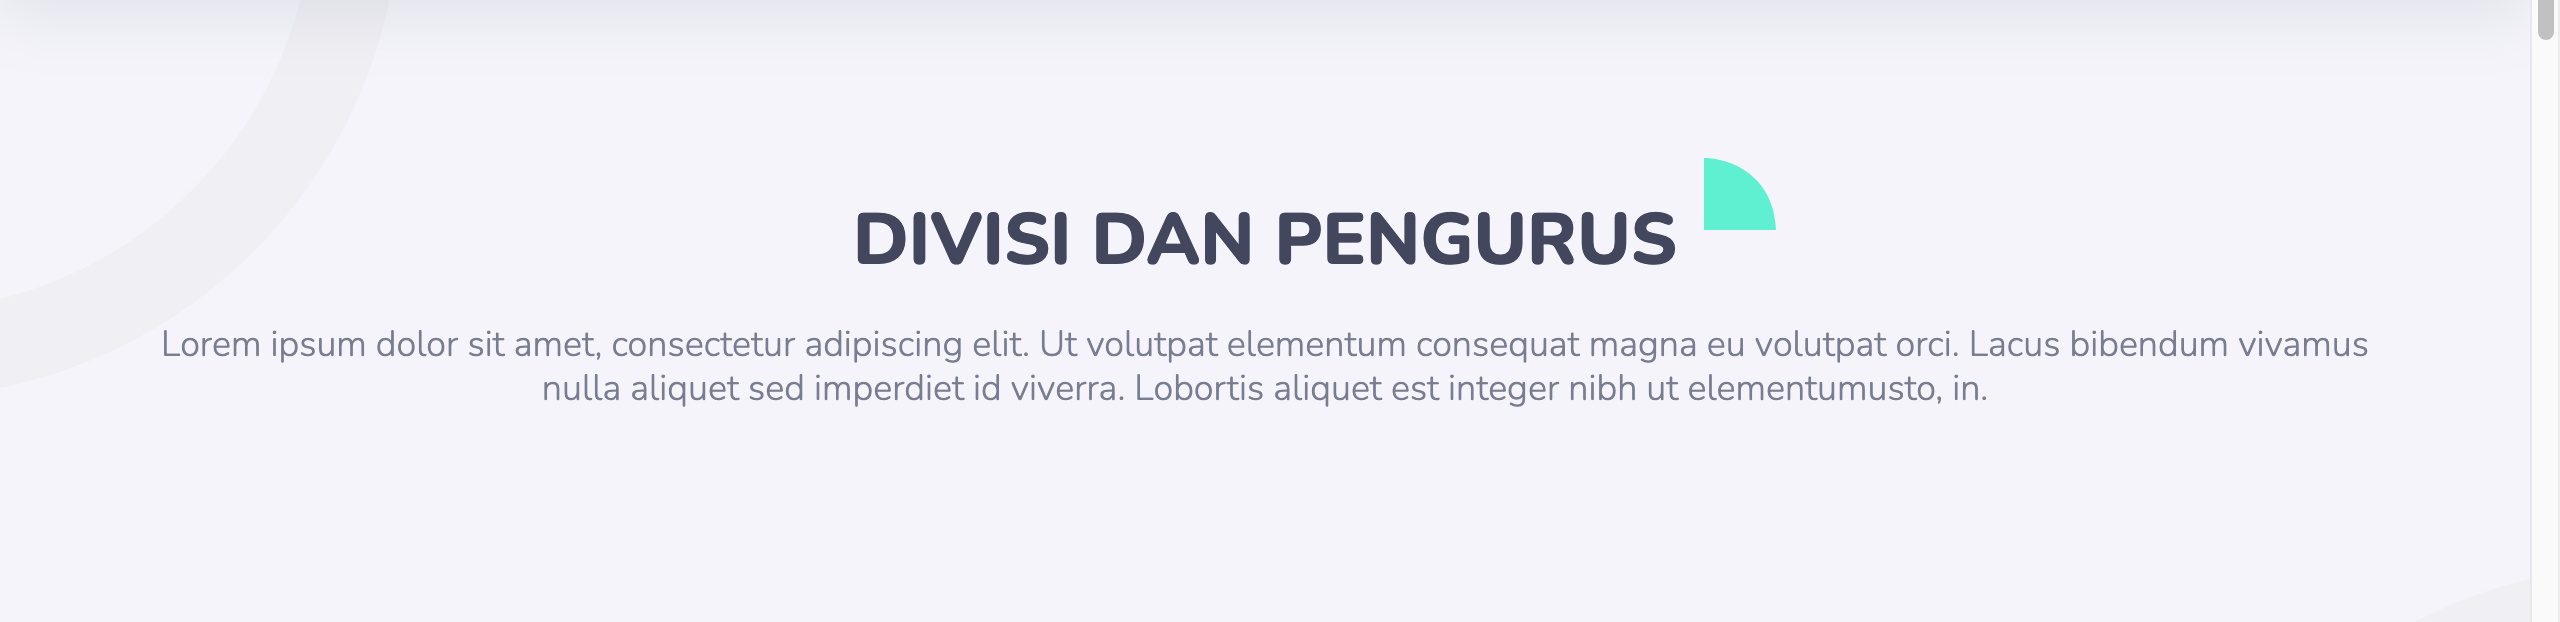 DIVISI DAN PENGURUS
Lorem ipsum dolor sit amet, consectetur adipiscing elit. Ut volutpat elementum consequat magna eu volutpat orci. Lacus bibendum vivamus
nulla aliquet sed imperdiet id viverra. Lobortis aliquet est integer nibh ut elementumusto, in.